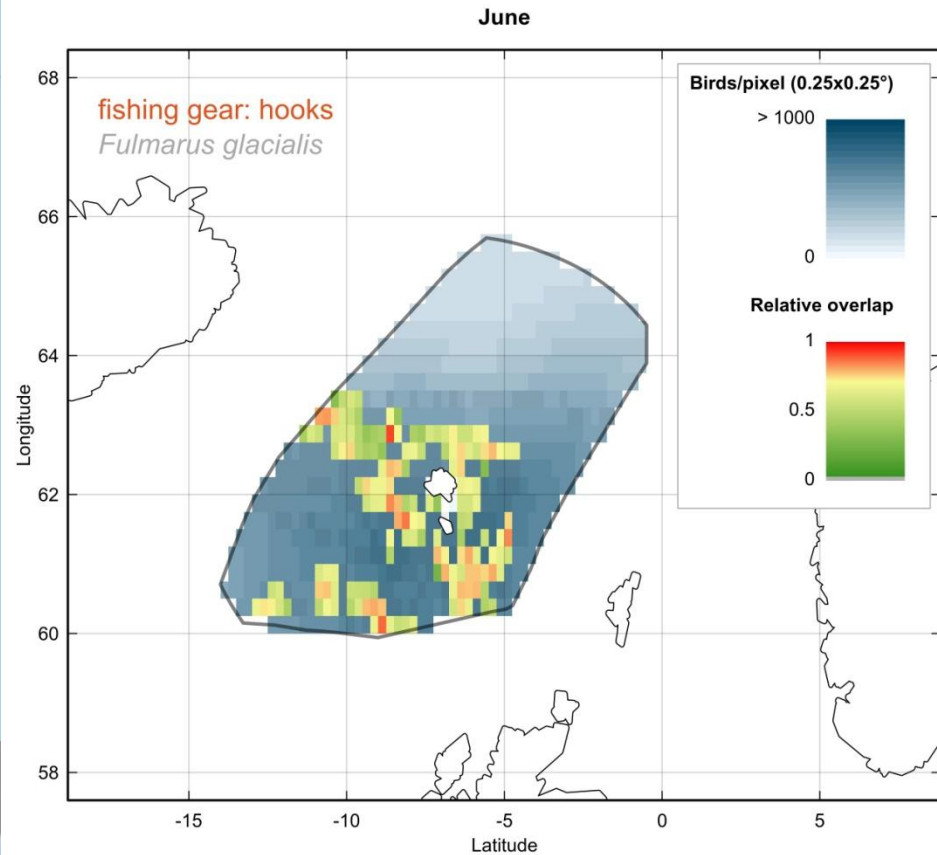 June
fishing gear: hooks
Fulmarus glacialis
Birds/pixel (0.25x0.25°)
> 1000
0
Relative overlap
1
0.5
0
68
66
64
62
60
58
Longitude
-15
-10
-5
0
5
Latitude